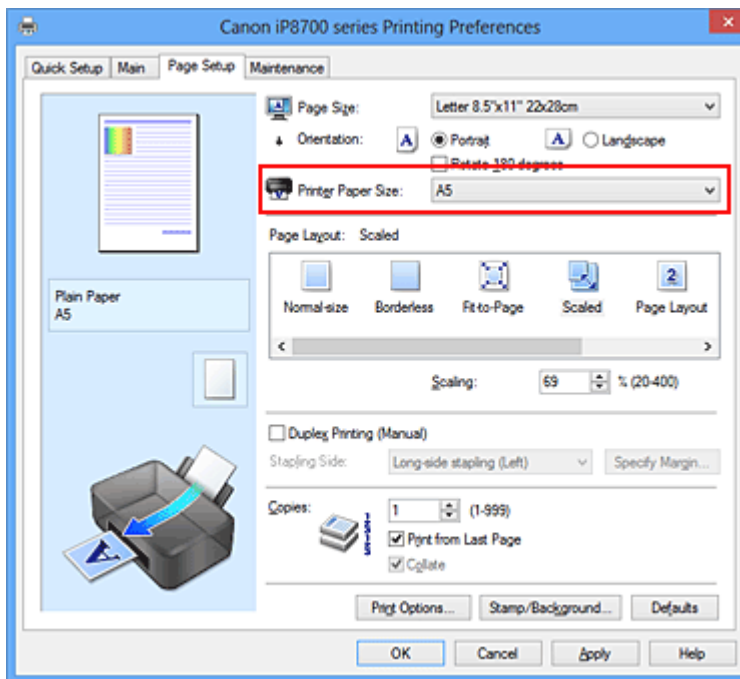 Canon iP8700 series Printing Preferences
Quick Setup Main Page Setup Maintenance
Page Size: Letter 8.5"x11" 22x28cm
Orientation: A Portrait A Landscape
Rotate 180 degrees
Printer Paper Size: A5
Page Layout: Scaled
Normal-size Borderless Fit-to-Page Scaled Page Layout
Plain Paper
A5
Scaling: 69 % (20-400)
Duplex Printing (Manual)
Stapling Side: Long-side stapling (Left) Specify Margin...
Copies: 1 (1-999)
Print from Last Page
Collate
Print Options... Stamp/Background... Defaults
OK Cancel Apply Help